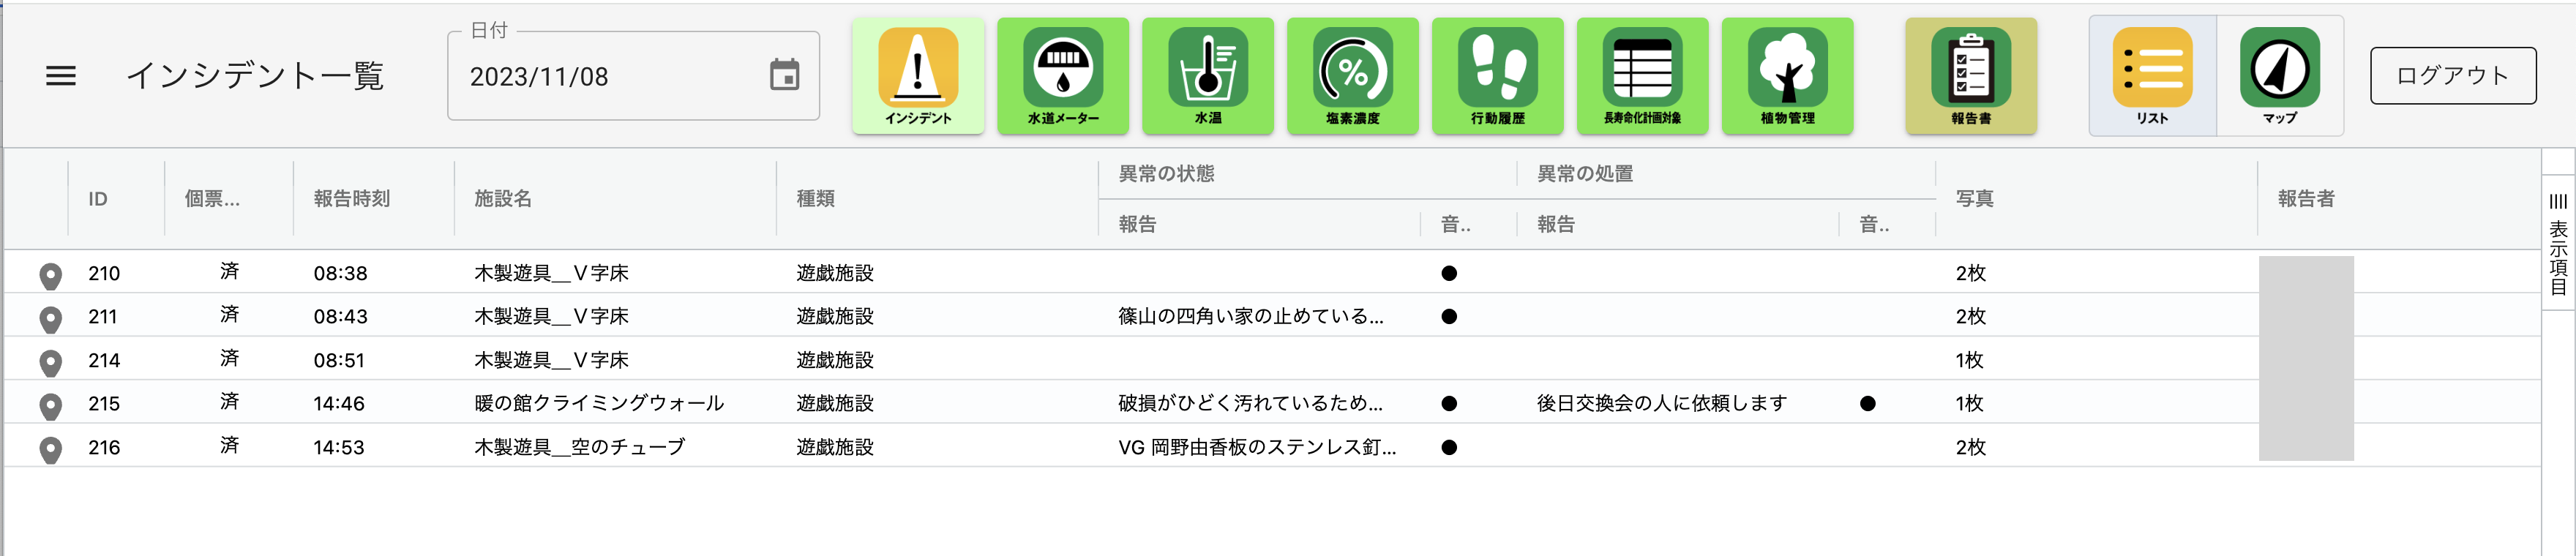 インシデント一覧
日付
2023/11/08
インシデント
水道メーター
水温
%
塩素濃度
行動履歴
長寿命化計画対象
植物管理
報告書
リスト
マップ
ログアウト
ID 個票... 報告時刻 施設名 種類 異常の状態 異常の処置 写真 報告者
報告 音.. 報告 音..
表示項目
210 済 08:38 木製遊具__Ⅴ字床 遊戯施設 ● 2枚
211 済 08:43 木製遊具__Ⅴ字床 遊戯施設 篠山の四角い家の止めている... ● 2枚
214 済 08:51 木製遊具__Ⅴ字床 遊戯施設 1枚
215 済 14:46 暖の館クライミングウォール 遊戯施設 破損がひどく汚れているため... ● 後日交換会の人に依頼します ● 1枚
216 済 14:53 木製遊具__空のチューブ 遊戯施設 VG 岡野由香板のステンレス釘... ● 2枚